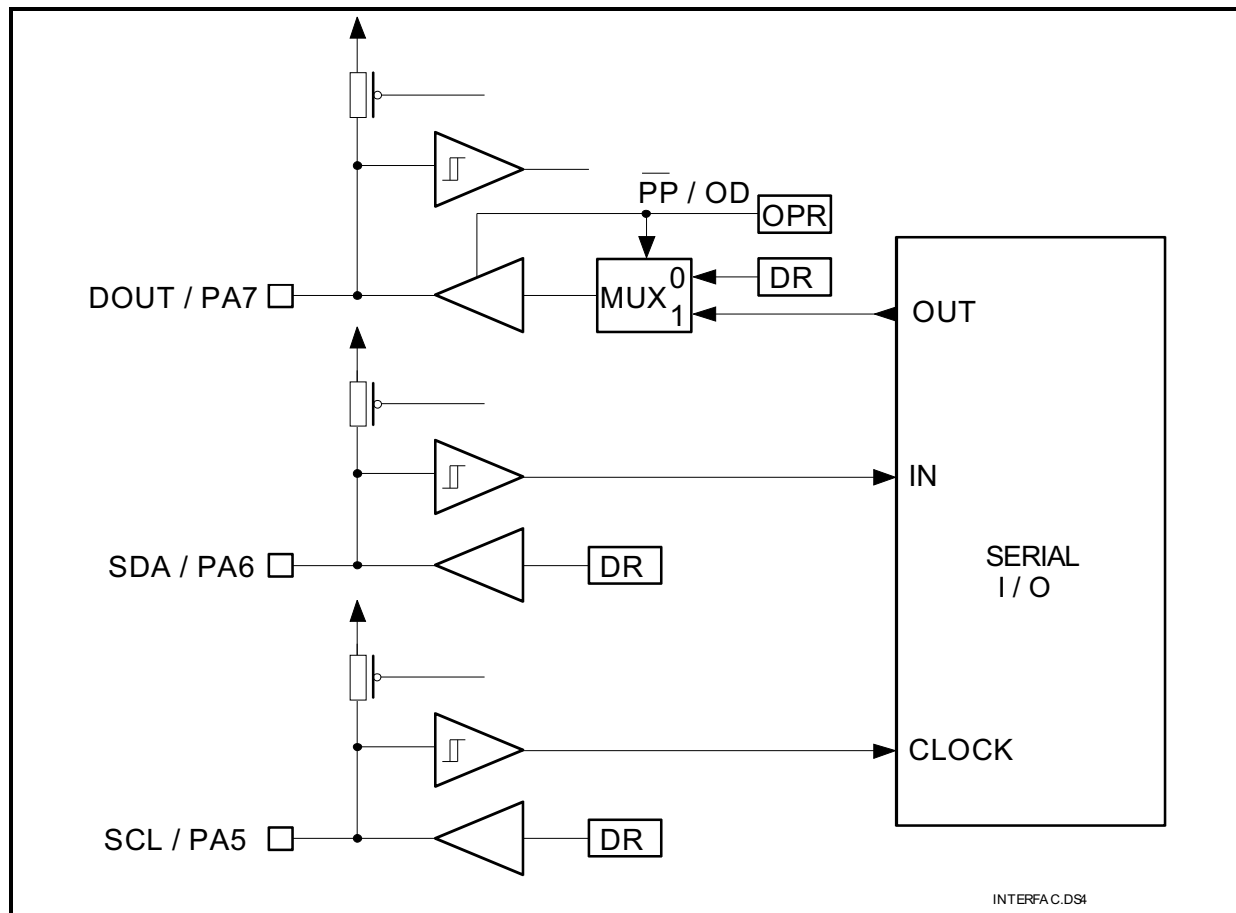 P̅P̅ / OD
OPR
DOUT / PA7
MUX
0
1
DR
OUT
IN
SDA / PA6
DR
SERIAL
I / O
CLOCK
SCL / PA5
DR
INTERFAC.DS4